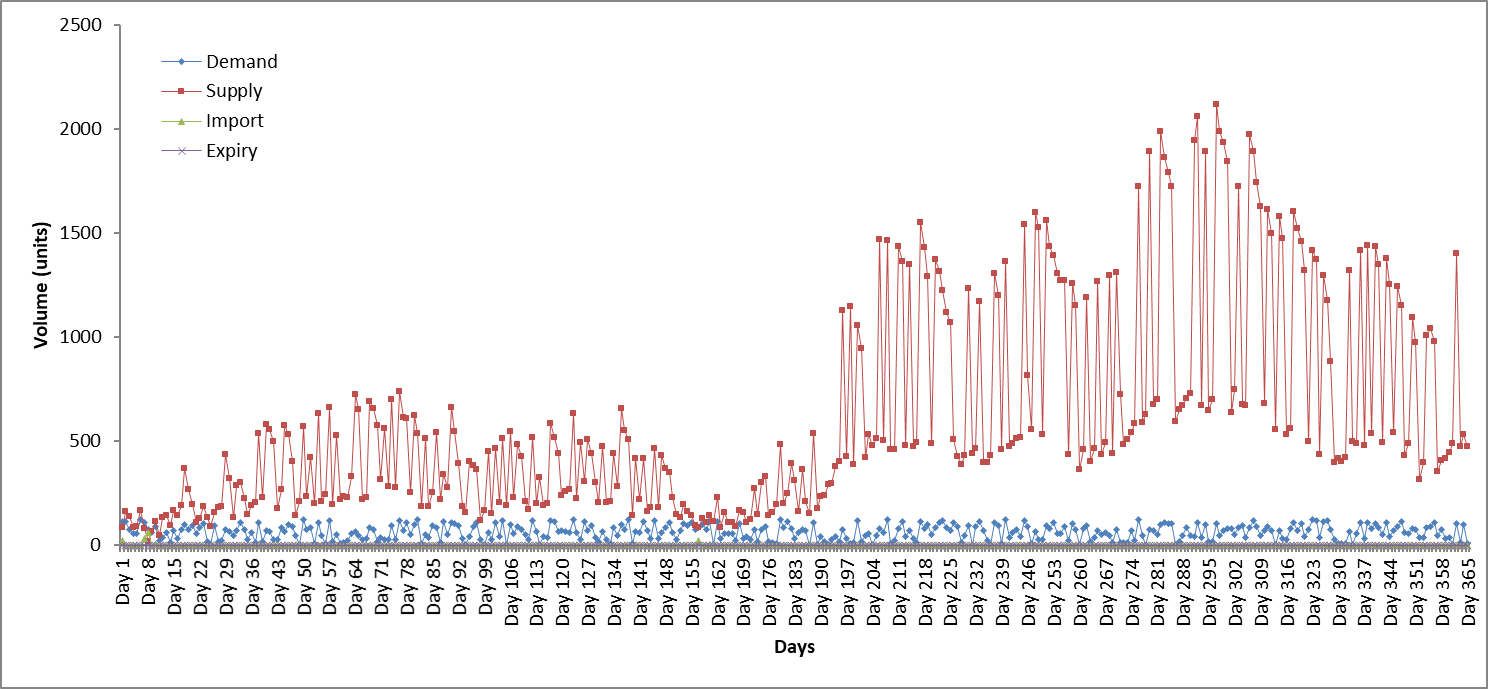 2500
2000
1500
1000
500
0
Volume (units)
Demand
Supply
Import
Expiry
Day 1
Day 8
Day 15
Day 22
Day 29
Day 36
Day 43
Day 50
Day 57
Day 64
Day 71
Day 78
Day 85
Day 92
Day 99
Day 106
Day 113
Day 120
Day 127
Day 134
Day 141
Day 148
Day 155
Day 162
Day 169
Day 176
Day 183
Day 190
Day 197
Day 204
Day 211
Day 218
Day 225
Day 232
Day 239
Day 246
Day 253
Day 260
Day 267
Day 274
Day 281
Day 288
Day 295
Day 302
Day 309
Day 316
Day 323
Day 330
Day 337
Day 344
Day 351
Day 358
Day 365
Days